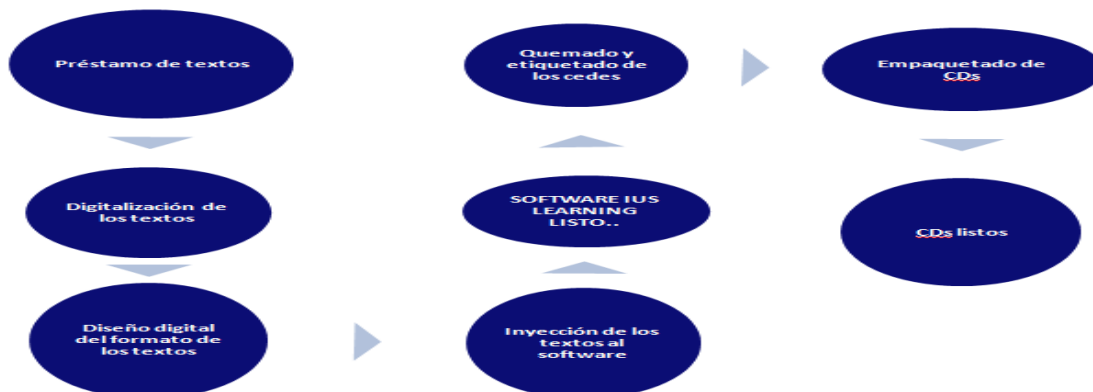 Préstamo de textos
Digitalización de
los textos
Diseño digital
del formato de
los textos
Inyección de los
textos al
software
SOFTWARE IUS
LEARNING
LISTO..
Quemado y
etiquetado de
los cedes
Empaquetado de
CDs
CDs listos